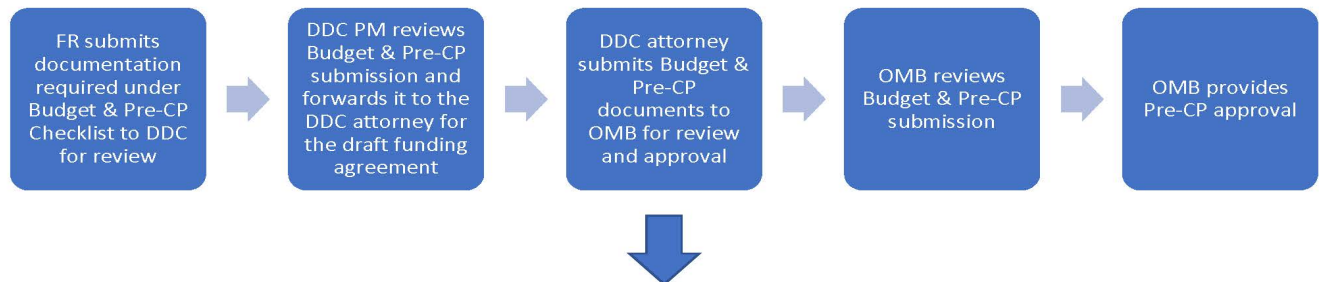 FR submits
documentation
required under
Budget & Pre-CP
Checklist to DDC
for review
DDC PM reviews
Budget & Pre-CP
submission and
forwards it to the
DDC attorney for
the draft funding
agreement
DDC attorney
submits Budget &
Pre-CP
documents to
OMB for review
and approval
OMB reviews
Budget & Pre-CP
submission
OMB provides
Pre-CP approval